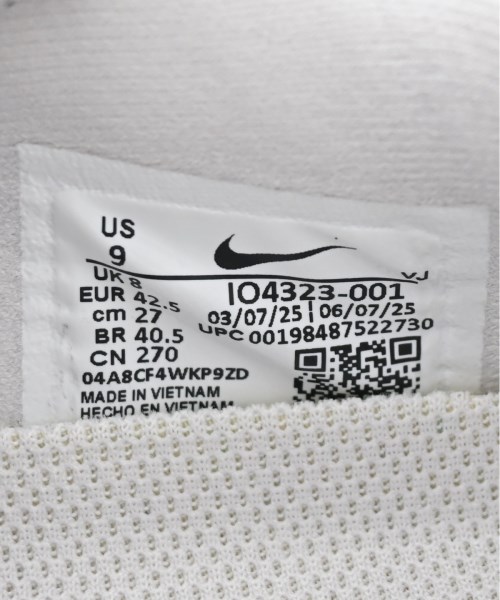 US
9
UK 8
EUR 42.5
cm 27
BR 40.5
CN 270
04A8CF4WKP9ZD
MADE IN VIETNAM
HECHO EN VIETNAM
VJ
IO4323-001
03/07/25 | 06/07/25
UPC 00198487522730